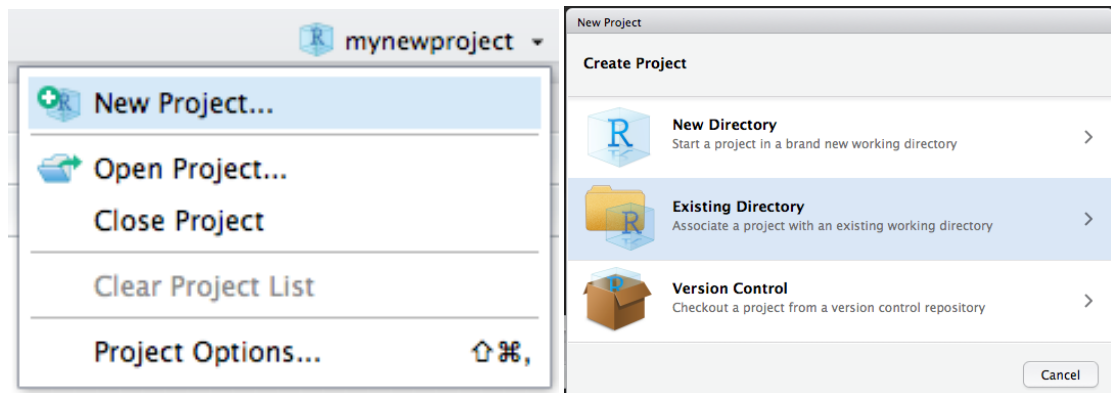 mynewproject
New Project...
Open Project...
Close Project
Clear Project List
Project Options... ⇧⌘,
New Project
Create Project
New Directory
Start a project in a brand new working directory
Existing Directory
Associate a project with an existing working directory
Version Control
Checkout a project from a version control repository
Cancel